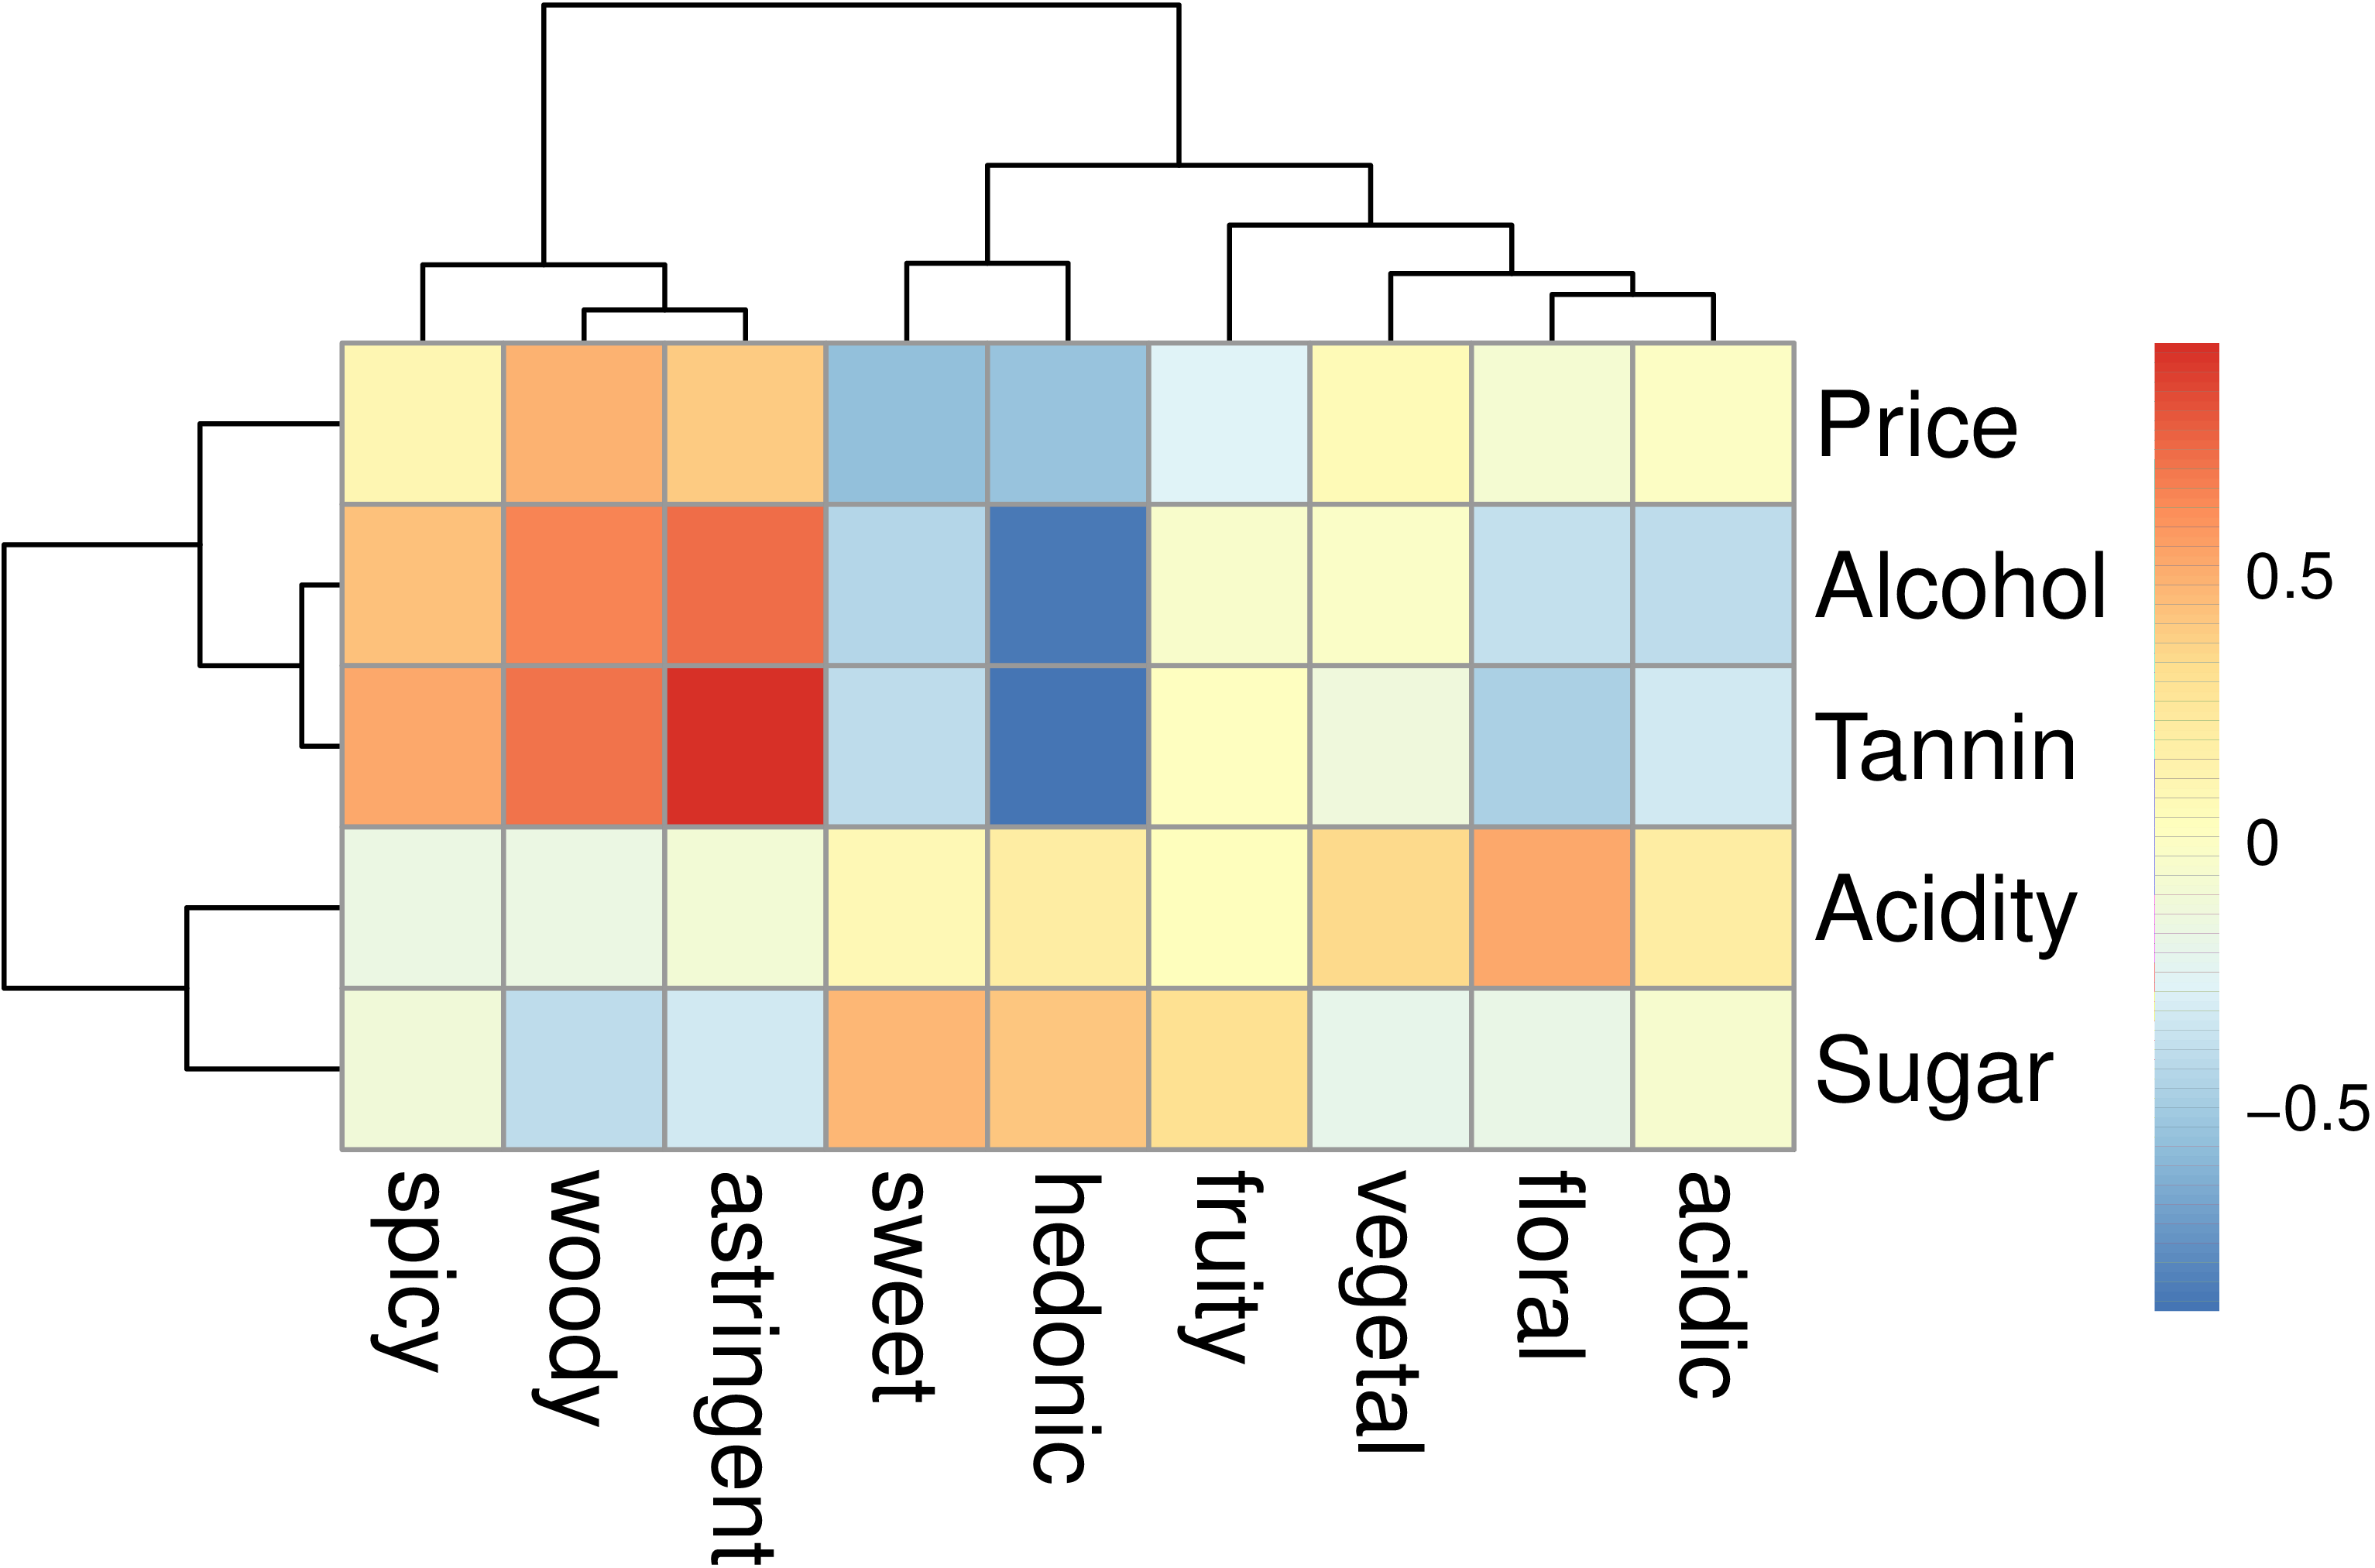 Price
Alcohol
Tannin
Acidity
Sugar
0.5
0
−0.5
spicy
woody
astringent
sweet
hedonic
fruity
vegetal
floral
acidic